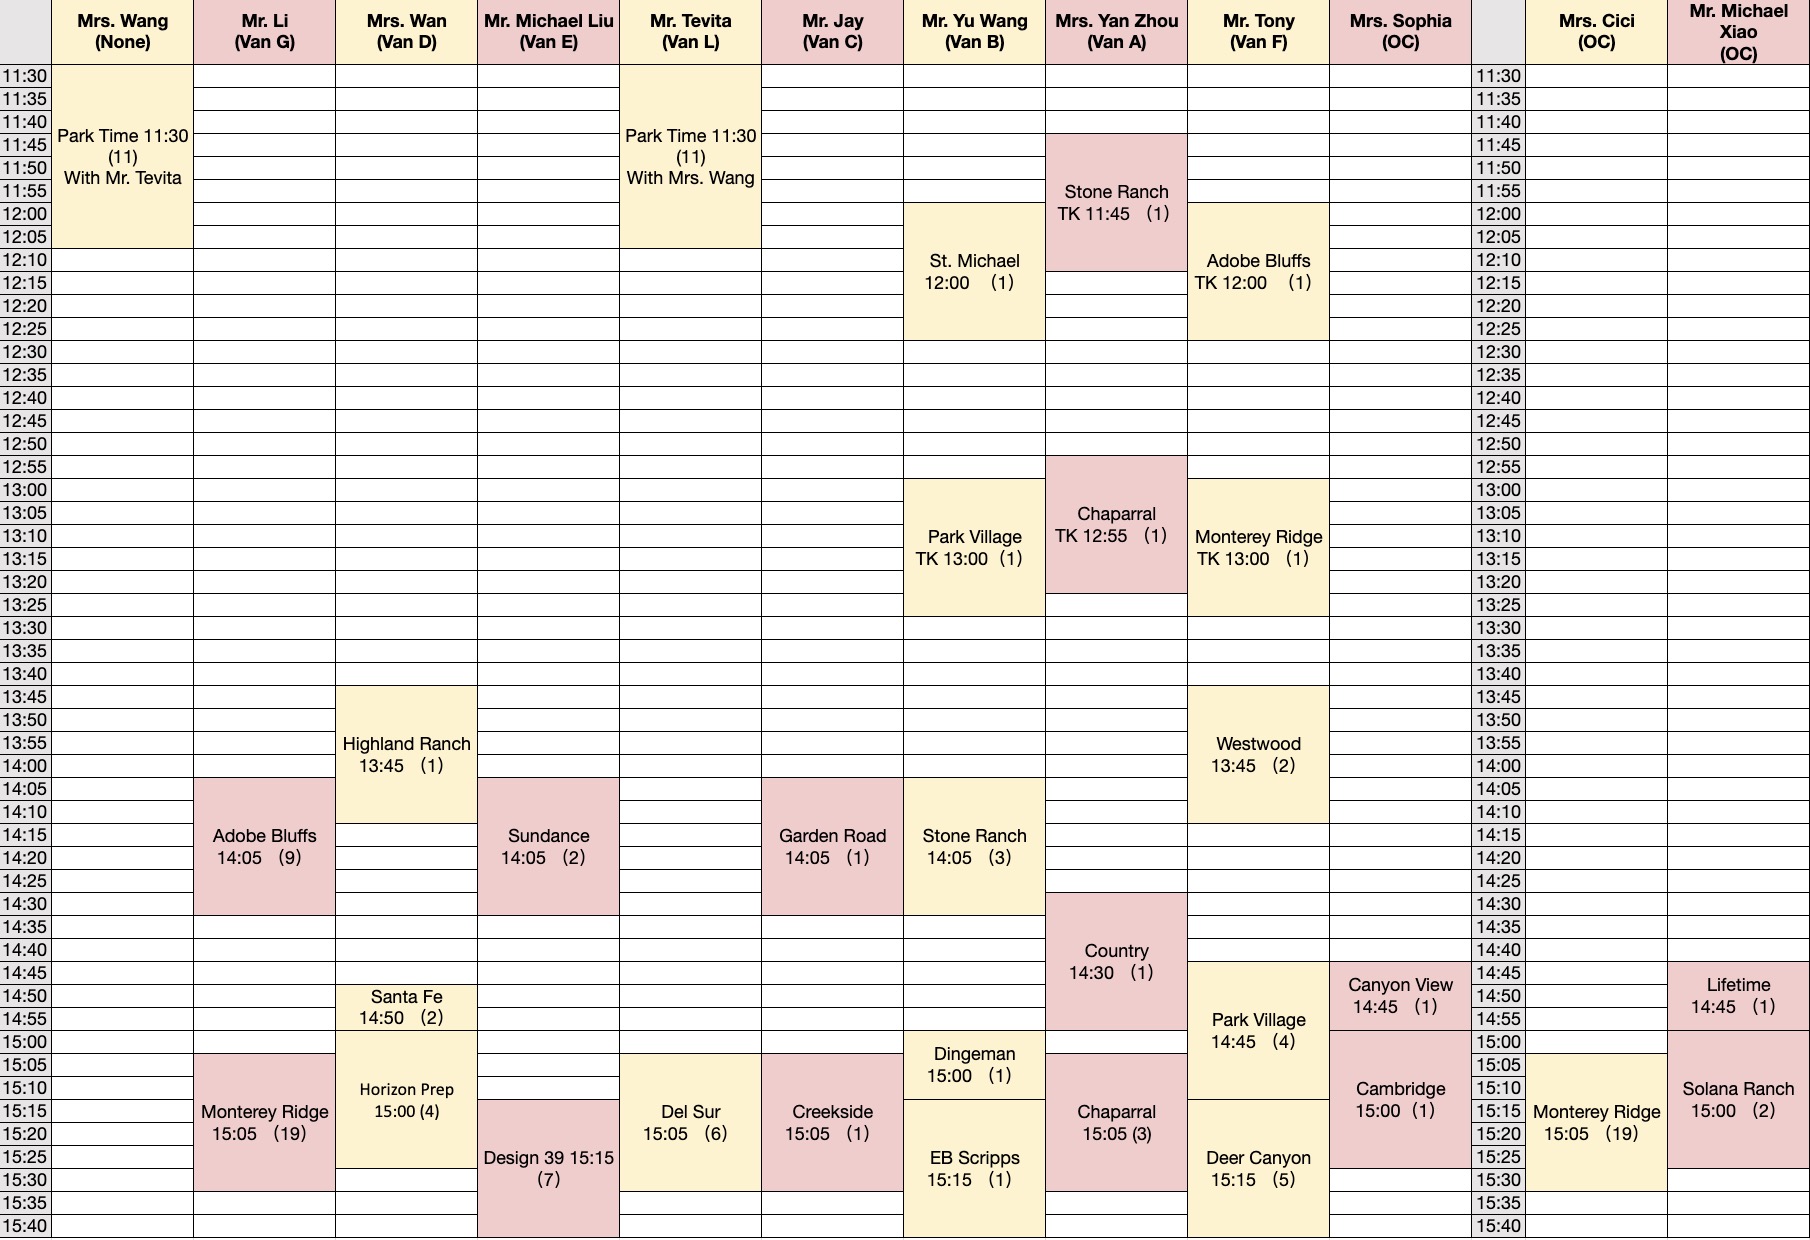 Mrs. Wang
(None)
Mr. Li
(Van G)
Mrs. Wan
(Van D)
Mr. Michael Liu
(Van E)
Mr. Tevita
(Van L)
Mr. Jay
(Van C)
Mr. Yu Wang
(Van B)
Mrs. Yan Zhou
(Van A)
Mr. Tony
(Van F)
Mrs. Sophia
(OC)
Mrs. Cici
(OC)
Mr. Michael
Xiao
(OC)
11:30
11:30
11:35
11:35
11:40
11:40
Park Time 11:30
(11)
With Mr. Tevita
Park Time 11:30
(11)
With Mrs. Wang
11:45
11:45
11:50
11:50
11:55
11:55
Stone Ranch
TK 11:45 (1)
12:00
12:00
12:05
12:05
12:10
12:10
St. Michael
12:00 (1)
Adobe Bluffs
TK 12:00 (1)
12:15
12:15
12:20
12:20
12:25
12:25
12:30
12:30
12:35
12:35
12:40
12:40
12:45
12:45
12:50
12:50
12:55
12:55
13:00
13:00
13:05
13:05
Chaparral
TK 12:55 (1)
13:10
13:10
Park Village
TK 13:00 (1)
Monterey Ridge
TK 13:00 (1)
13:15
13:15
13:20
13:20
13:25
13:25
13:30
13:30
13:35
13:35
13:40
13:40
13:45
13:45
13:50
13:50
13:55
13:55
Highland Ranch
13:45 (1)
Westwood
13:45 (2)
14:00
14:00
14:05
14:05
14:10
14:10
14:15
14:15
Adobe Bluffs
14:05 (9)
Sundance
14:05 (2)
Garden Road
14:05 (1)
Stone Ranch
14:05 (3)
14:20
14:20
14:25
14:25
14:30
14:30
14:35
14:35
14:40
14:40
Country
14:30 (1)
14:45
14:45
Canyon View
14:45 (1)
Lifetime
14:45 (1)
14:50
14:50
Santa Fe
14:50 (2)
14:55
14:55
Park Village
14:45 (4)
15:00
15:00
Dingeman
15:00 (1)
15:05
15:05
15:10
15:10
Horizon Prep
15:00 (4)
Cambridge
15:00 (1)
Solana Ranch
15:00 (2)
15:15
15:15
Monterey Ridge
15:05 (19)
Del Sur
15:05 (6)
Creekside
15:05 (1)
Chaparral
15:05 (3)
Monterey Ridge
15:05 (19)
15:20
15:20
15:25
15:25
Design 39 15:15
(7)
EB Scripps
15:15 (1)
Deer Canyon
15:15 (5)
15:30
15:30
15:35
15:35
15:40
15:40